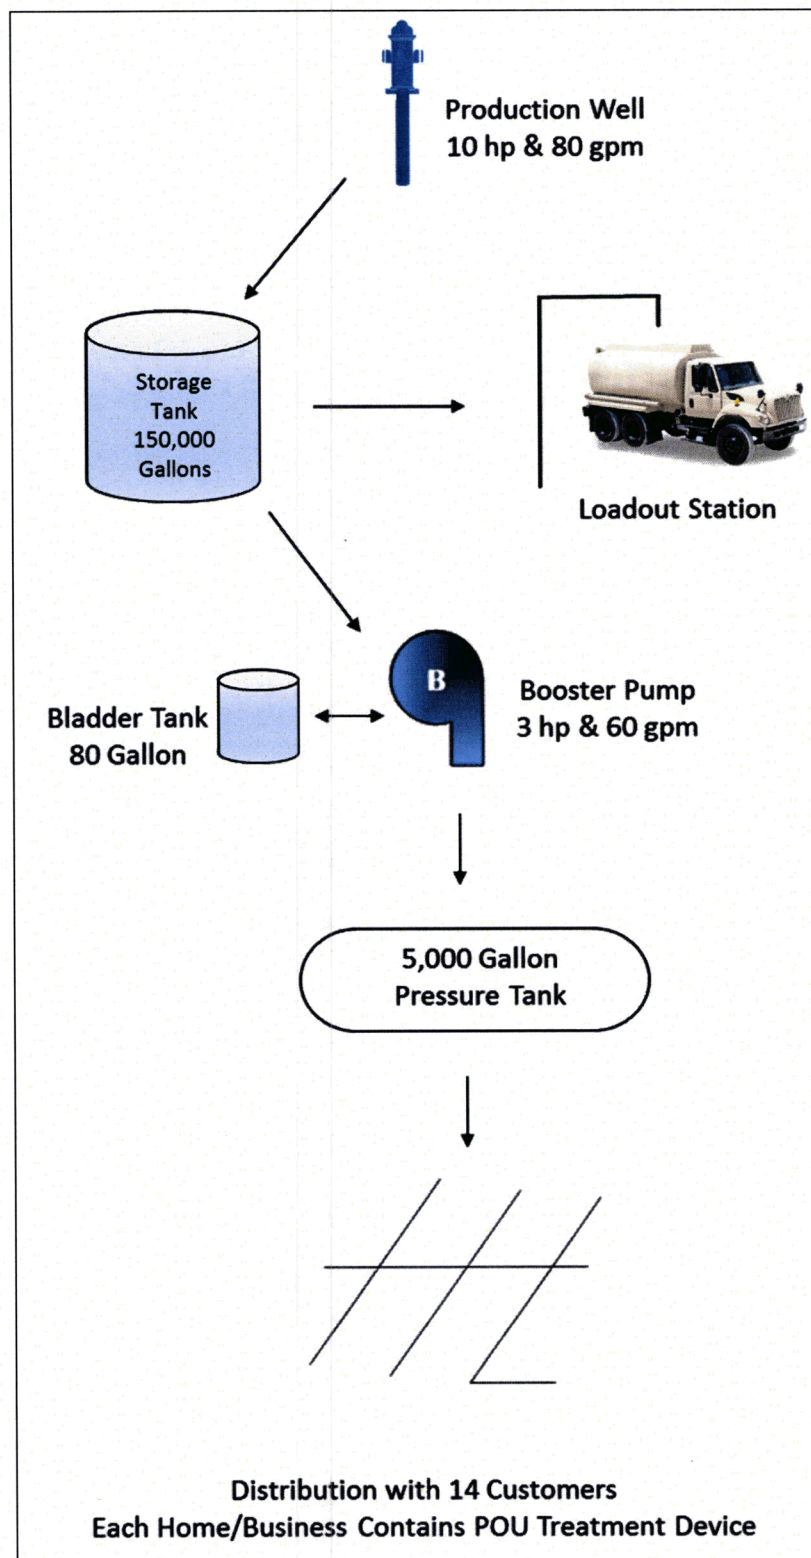 Production Well
10 hp & 80 gpm
Storage
Tank
150,000
Gallons
Loadout Station
B
Bladder Tank
80 Gallon
Booster Pump
3 hp & 60 gpm
5,000 Gallon
Pressure Tank
Distribution with 14 Customers
Each Home/Business Contains POU Treatment Device